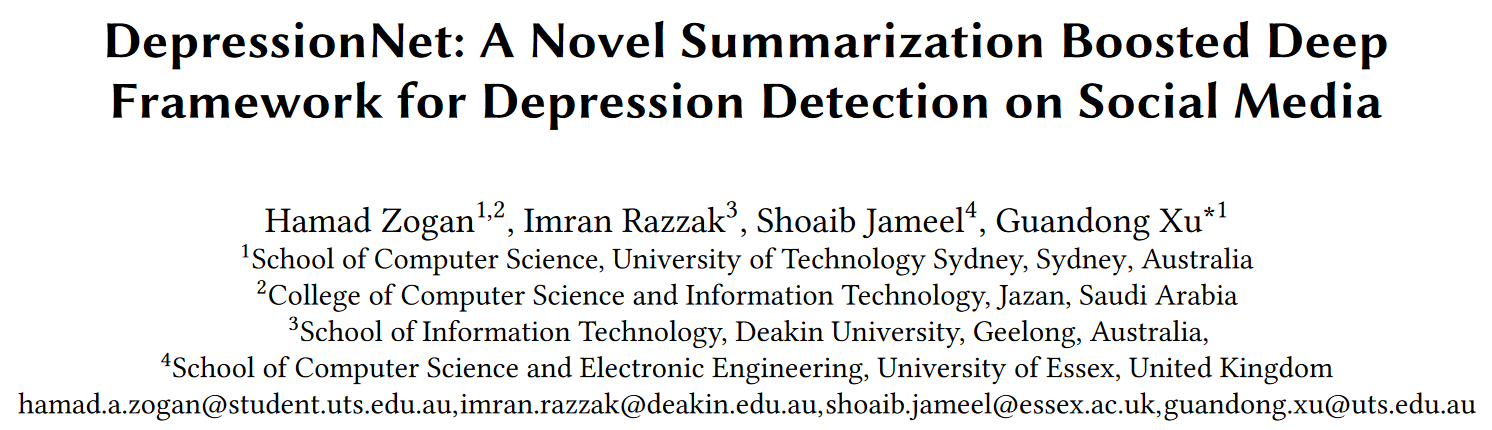 DepressionNet: A Novel Summarization Boosted Deep
Framework for Depression Detection on Social Media
Hamad Zogan1,2, Imran Razzak3, Shoaib Jameel4, Guandong Xu*1
1School of Computer Science, University of Technology Sydney, Sydney, Australia
2College of Computer Science and Information Technology, Jazan, Saudi Arabia
3School of Information Technology, Deakin University, Geelong, Australia,
4School of Computer Science and Electronic Engineering, University of Essex, United Kingdom
hamad.a.zogan@student.uts.edu.au,imran.razzak@deakin.edu.au,shoaib.jameel@essex.ac.uk,guandong.xu@uts.edu.au